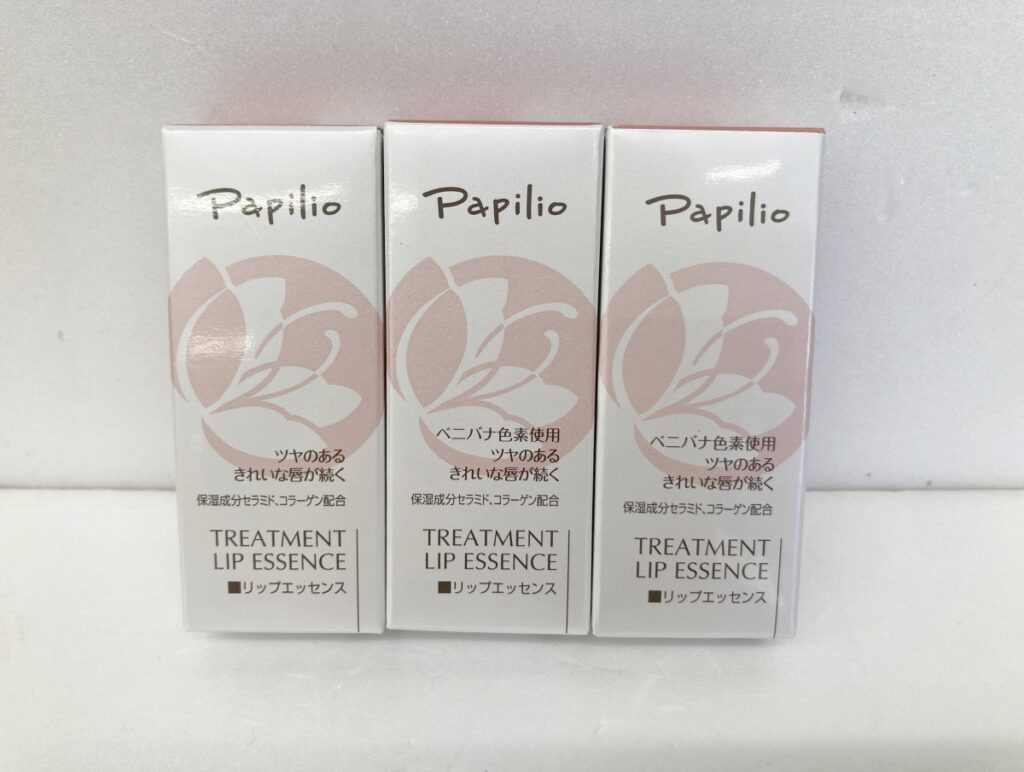 Papilio
ツヤのある
きれいな唇が続く
保湿成分セラミド、コラーゲン配合
TREATMENT
LIP ESSENCE
■リップエッセンス
Papilio
ベニバナ色素使用
ツヤのある
きれいな唇が続く
保湿成分セラミド、コラーゲン配合
TREATMENT
LIP ESSENCE
■リップエッセンス
Papilio
ベニバナ色素使用
ツヤのある
きれいな唇が続く
保湿成分セラミド、コラーゲン配合
TREATMENT
LIP ESSENCE
■リップエッセンス